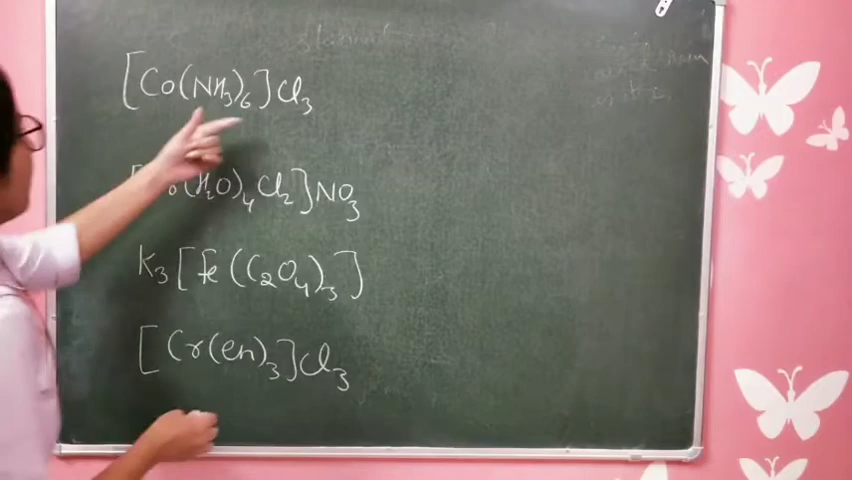 [Co(NH3)6]Cl3
(H2O)4Cl2]NO3
K3[Fe(C2O4)3]
[Cr(en)3]Cl3